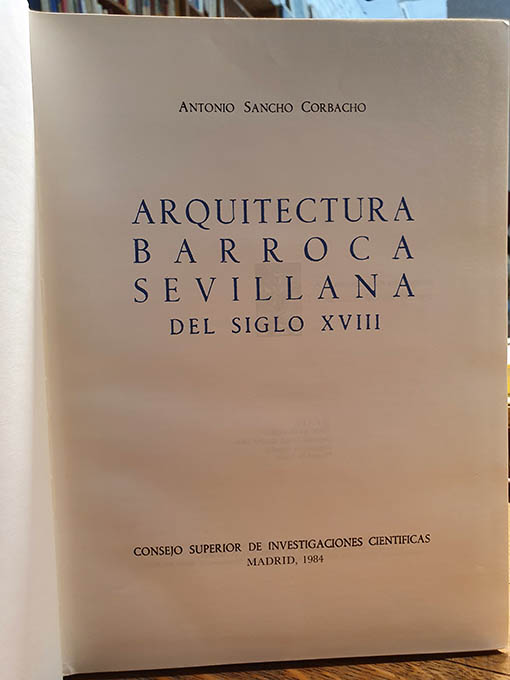 ANTONIO SANCHO CORBACHO
ARQUITECTURA
BARROCA
SEVILLANA
DEL SIGLO XVIII
CONSEJO SUPERIOR DE INVESTIGACIONES CIENTIFICAS
MADRID, 1984